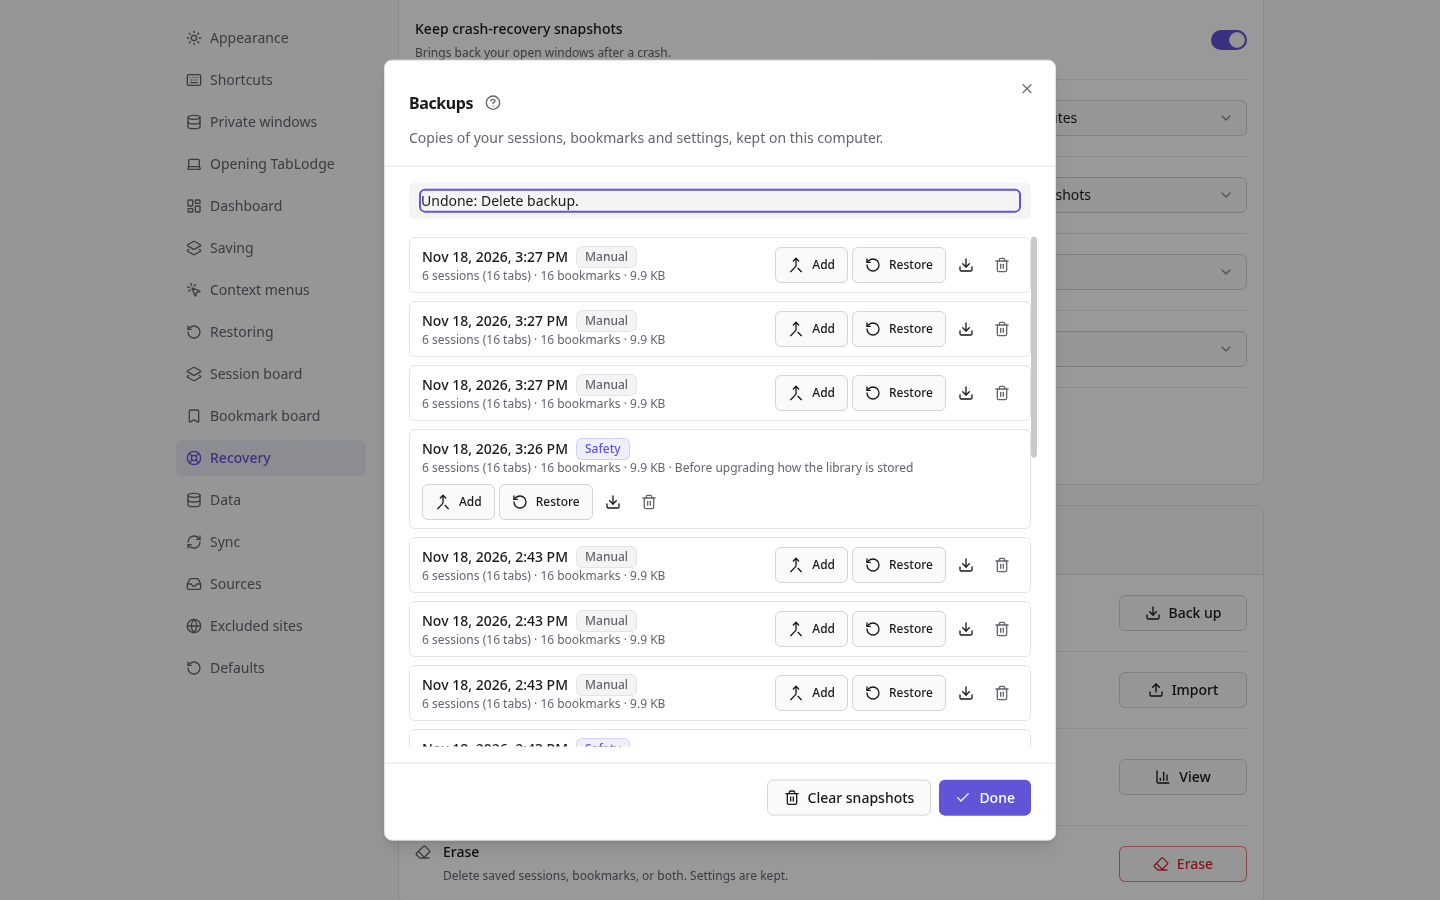 Appearance
Shortcuts
Private windows
Opening TabLodge
Dashboard
Saving
Context menus
Restoring
Session board
Bookmark board
Recovery
Data
Sync
Sources
Excluded sites
Defaults
Keep crash-recovery snapshots
Brings back your open windows after a crash.
Backups
Copies of your sessions, bookmarks and settings, kept on this computer.
Undone: Delete backup.
Nov 18, 2026, 3:27 PM Manual
6 sessions (16 tabs) · 16 bookmarks · 9.9 KB
Add Restore
Nov 18, 2026, 3:27 PM Manual
6 sessions (16 tabs) · 16 bookmarks · 9.9 KB
Add Restore
Nov 18, 2026, 3:27 PM Manual
6 sessions (16 tabs) · 16 bookmarks · 9.9 KB
Add Restore
Nov 18, 2026, 3:26 PM Safety
6 sessions (16 tabs) · 16 bookmarks · 9.9 KB · Before upgrading how the library is stored
Add Restore
Nov 18, 2026, 2:43 PM Manual
6 sessions (16 tabs) · 16 bookmarks · 9.9 KB
Add Restore
Nov 18, 2026, 2:43 PM Manual
6 sessions (16 tabs) · 16 bookmarks · 9.9 KB
Add Restore
Nov 18, 2026, 2:43 PM Manual
6 sessions (16 tabs) · 16 bookmarks · 9.9 KB
Add Restore
Nov 18, 2026, 2:43 PM Safety
Clear snapshots Done
Back up
Import
View
Erase
Delete saved sessions, bookmarks, or both. Settings are kept.
Erase